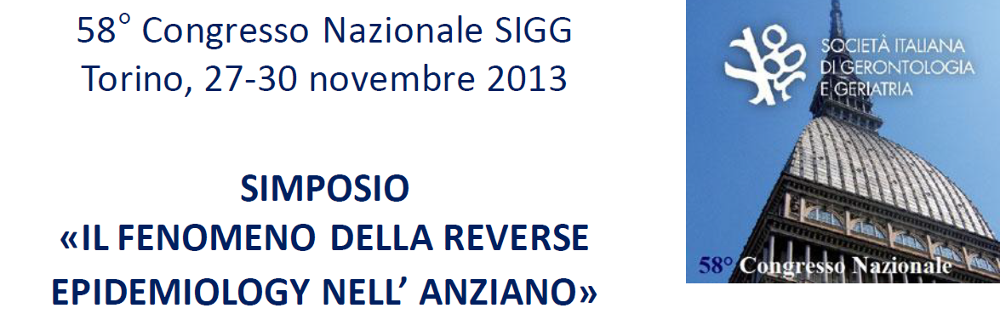 58° Congresso Nazionale SIGG
Torino, 27-30 novembre 2013
SIMPOSIO
«IL FENOMENO DELLA REVERSE
EPIDEMIOLOGY NELL’ ANZIANO»
SOCIETÀ ITALIANA
DI GERONTOLOGIA
E GERIATRIA
58° Congresso Nazionale